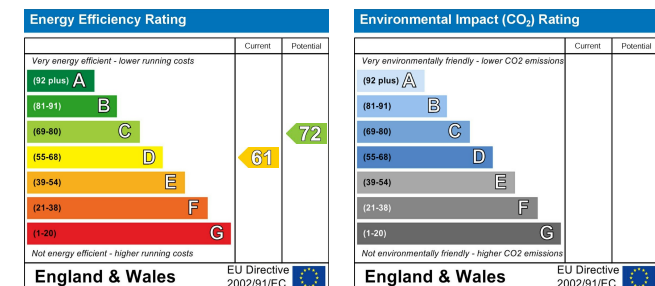 Energy Efficiency Rating
Current Potential
Very energy efficient - lower running costs
(92 plus) A
(81-91) B
(69-80) C
72
(55-68) D
61
(39-54) E
(21-38) F
(1-20) G
Not energy efficient - higher running costs
England & Wales
EU Directive
2002/91/EC
Environmental Impact (CO₂) Rating
Current Potential
Very environmentally friendly - lower CO2 emissions
(92 plus) A
(81-91) B
(69-80) C
(55-68) D
(39-54) E
(21-38) F
(1-20) G
Not environmentally friendly - higher CO2 emissions
England & Wales
EU Directive
2002/91/EC